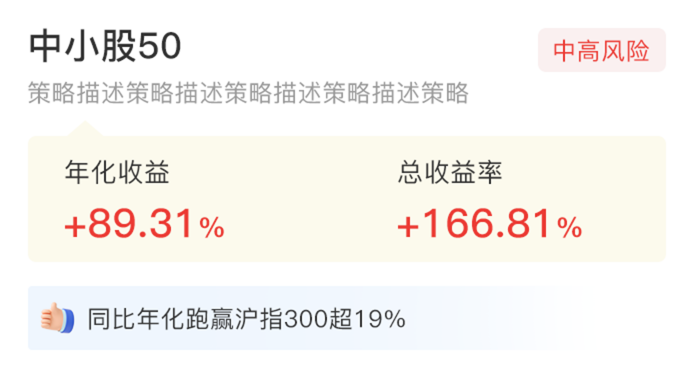 中小股50
中高风险
策略描述策略描述策略描述策略描述策略
年化收益
总收益率
+89.31%
+166.81%
同比年化跑赢沪指300超19%